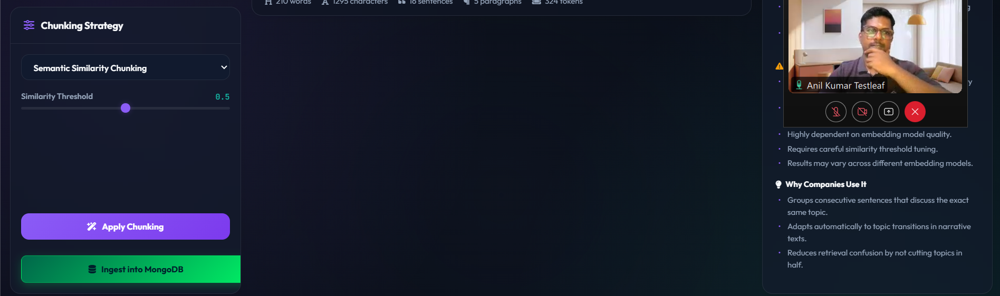 210 words 1295 characters 16 sentences 5 paragraphs 324 tokens
Chunking Strategy
Semantic Similarity Chunking
Similarity Threshold 0.5
Apply Chunking
Ingest into MongoDB
Anil Kumar Testleaf
Highly dependent on embedding model quality.
Requires careful similarity threshold tuning.
Results may vary across different embedding models.
Why Companies Use It
Groups consecutive sentences that discuss the exact
same topic.
Adapts automatically to topic transitions in narrative
texts.
Reduces retrieval confusion by not cutting topics in
half.